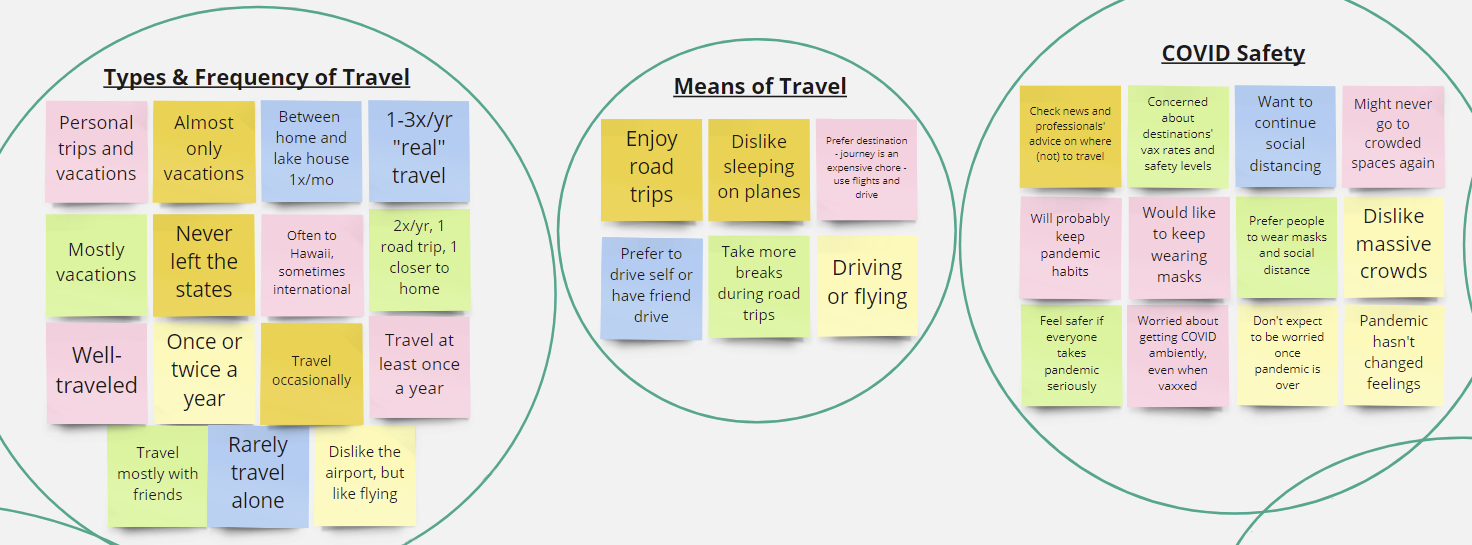 Types & Frequency of Travel
Personal
trips and
vacations
Almost
only
vacations
Between
home and
lake house
1x/mo
1-3x/yr
"real"
travel
Mostly
vacations
Never
left the
states
Often to
Hawaii,
sometimes
international
2x/yr, 1
road trip, 1
closer to
home
Well-
traveled
Once or
twice a
year
Travel
occasionally
Travel at
least once
a year
Travel
mostly with
friends
Rarely
travel
alone
Dislike the
airport, but
like flying
Means of Travel
Enjoy
road
trips
Dislike
sleeping
on planes
Prefer destination
- journey is an
expensive chore -
use flights and
drive
Prefer to
drive self or
have friend
drive
Take more
breaks
during road
trips
Driving
or flying
COVID Safety
Check news and
professionals'
advice on where
(not) to travel
Concerned
about
destinations'
vax rates and
safety levels
Want to
continue
social
distancing
Might never
go to
crowded
spaces again
Will probably
keep
pandemic
habits
Would like
to keep
wearing
masks
Prefer people
to wear masks
and social
distance
Dislike
massive
crowds
Feel safer if
everyone
takes
pandemic
seriously
Worried about
getting COVID
ambiently,
even when
vaxxed
Don't expect
to be worried
once
pandemic is
over
Pandemic
hasn't
changed
feelings